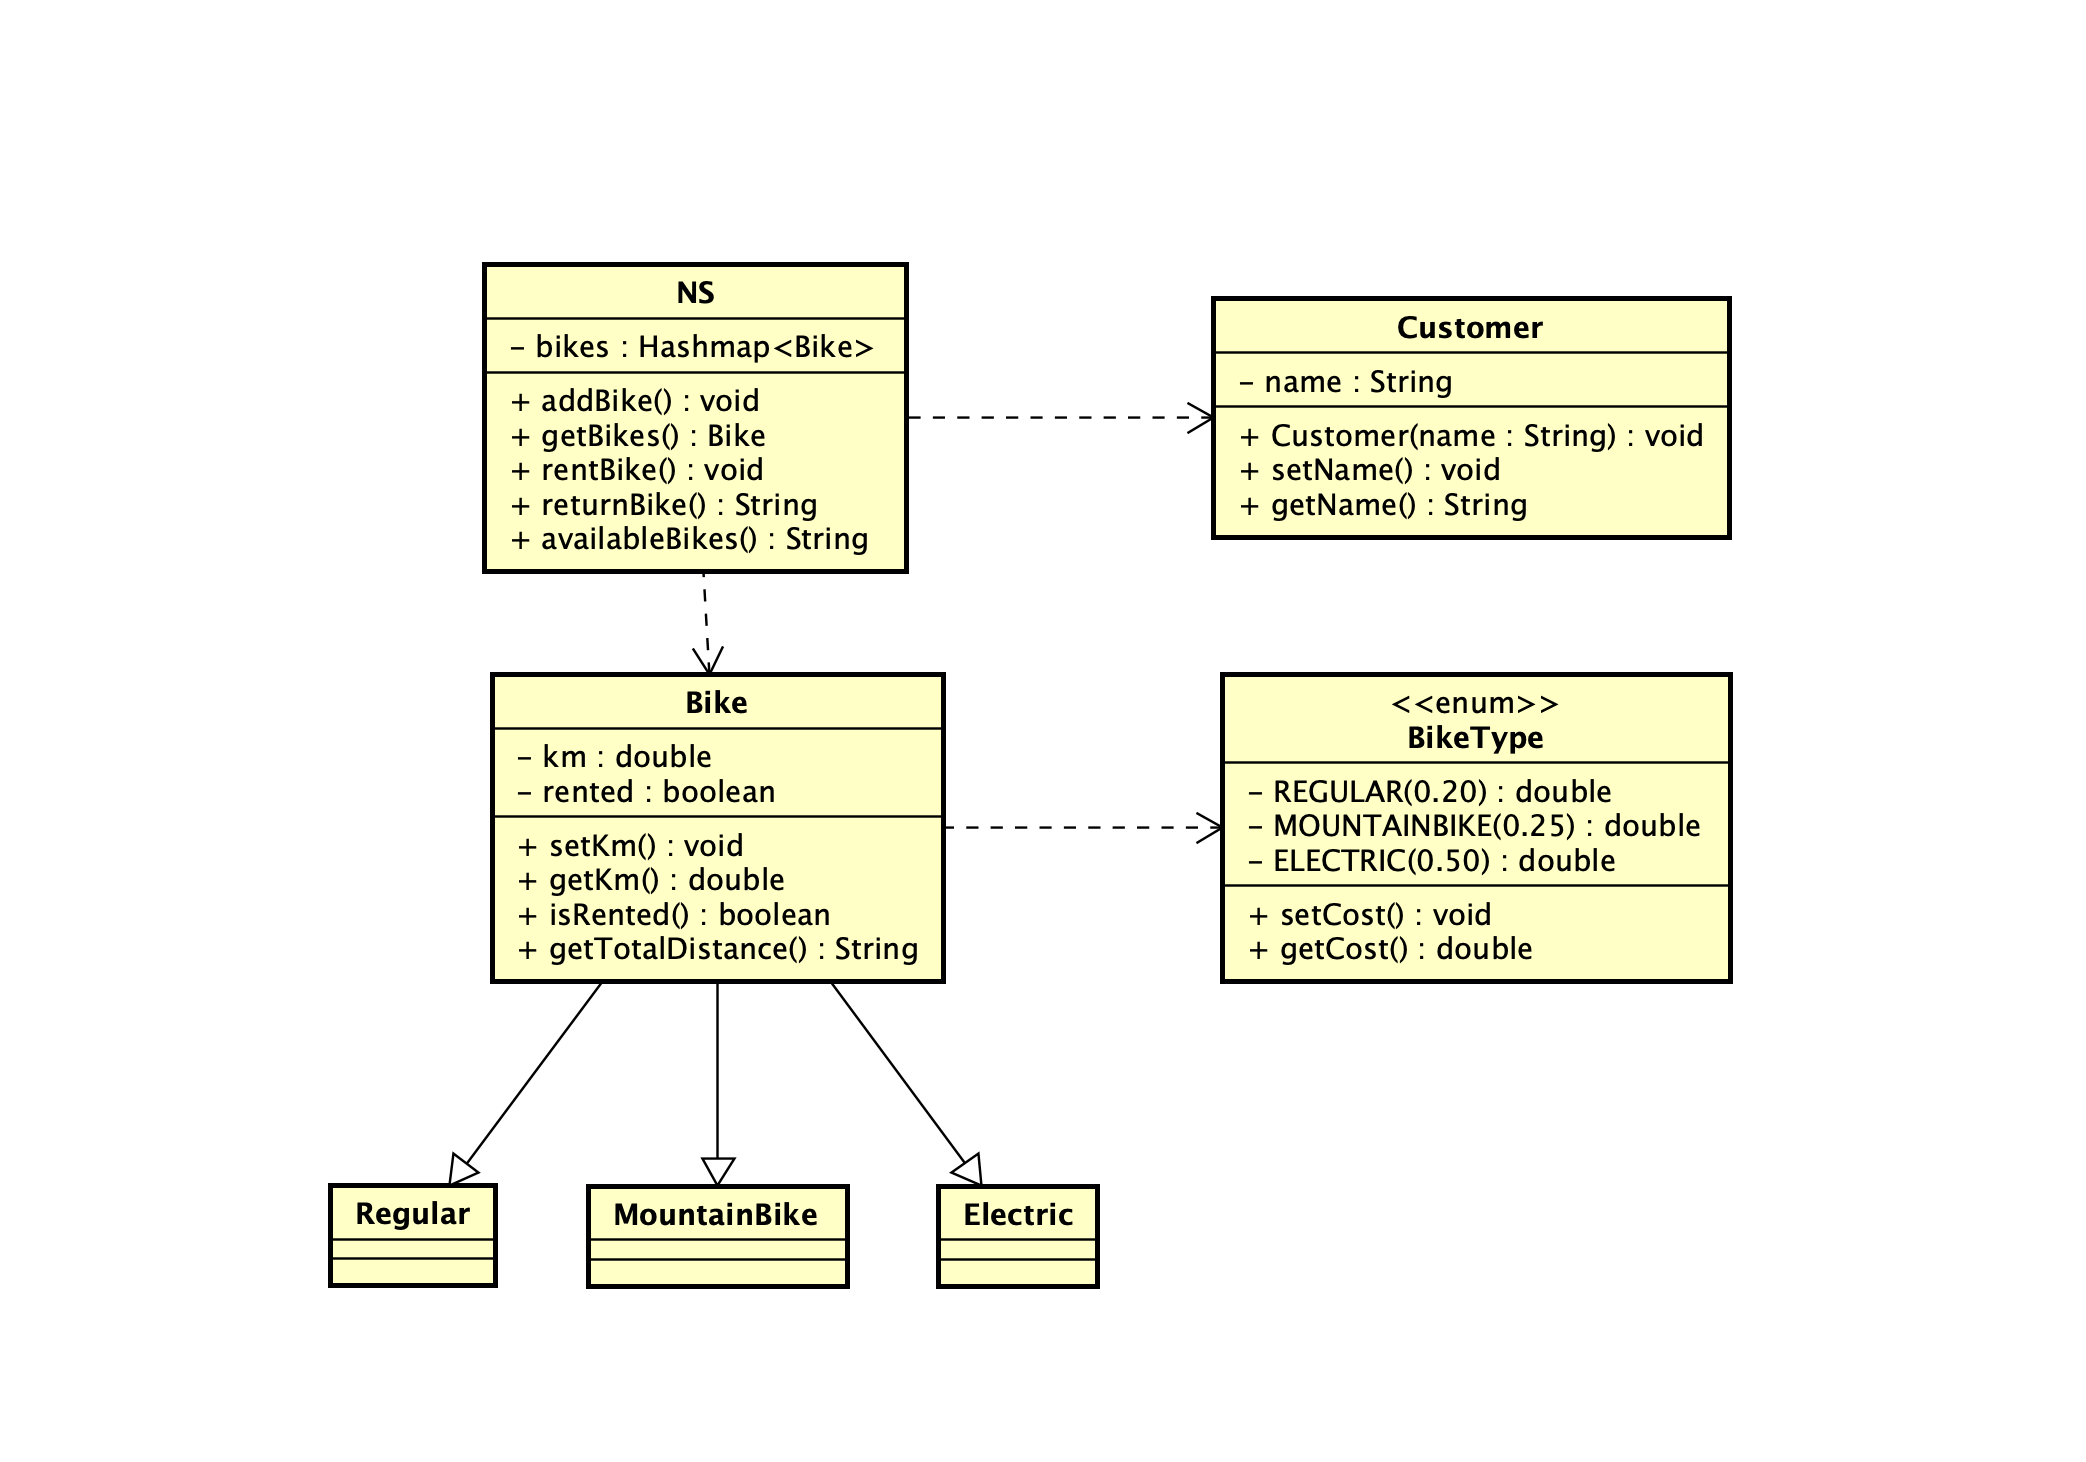 NS
- bikes : Hashmap<Bike>
+ addBike() : void
+ getBikes() : Bike
+ rentBike() : void
+ returnBike() : String
+ availableBikes() : String
Customer
- name : String
+ Customer(name : String) : void
+ setName() : void
+ getName() : String
Bike
- km : double
- rented : boolean
+ setKm() : void
+ getKm() : double
+ isRented() : boolean
+ getTotalDistance() : String
<<enum>>
BikeType
- REGULAR(0.20) : double
- MOUNTAINBIKE(0.25) : double
- ELECTRIC(0.50) : double
+ setCost() : void
+ getCost() : double
Regular
MountainBike
Electric